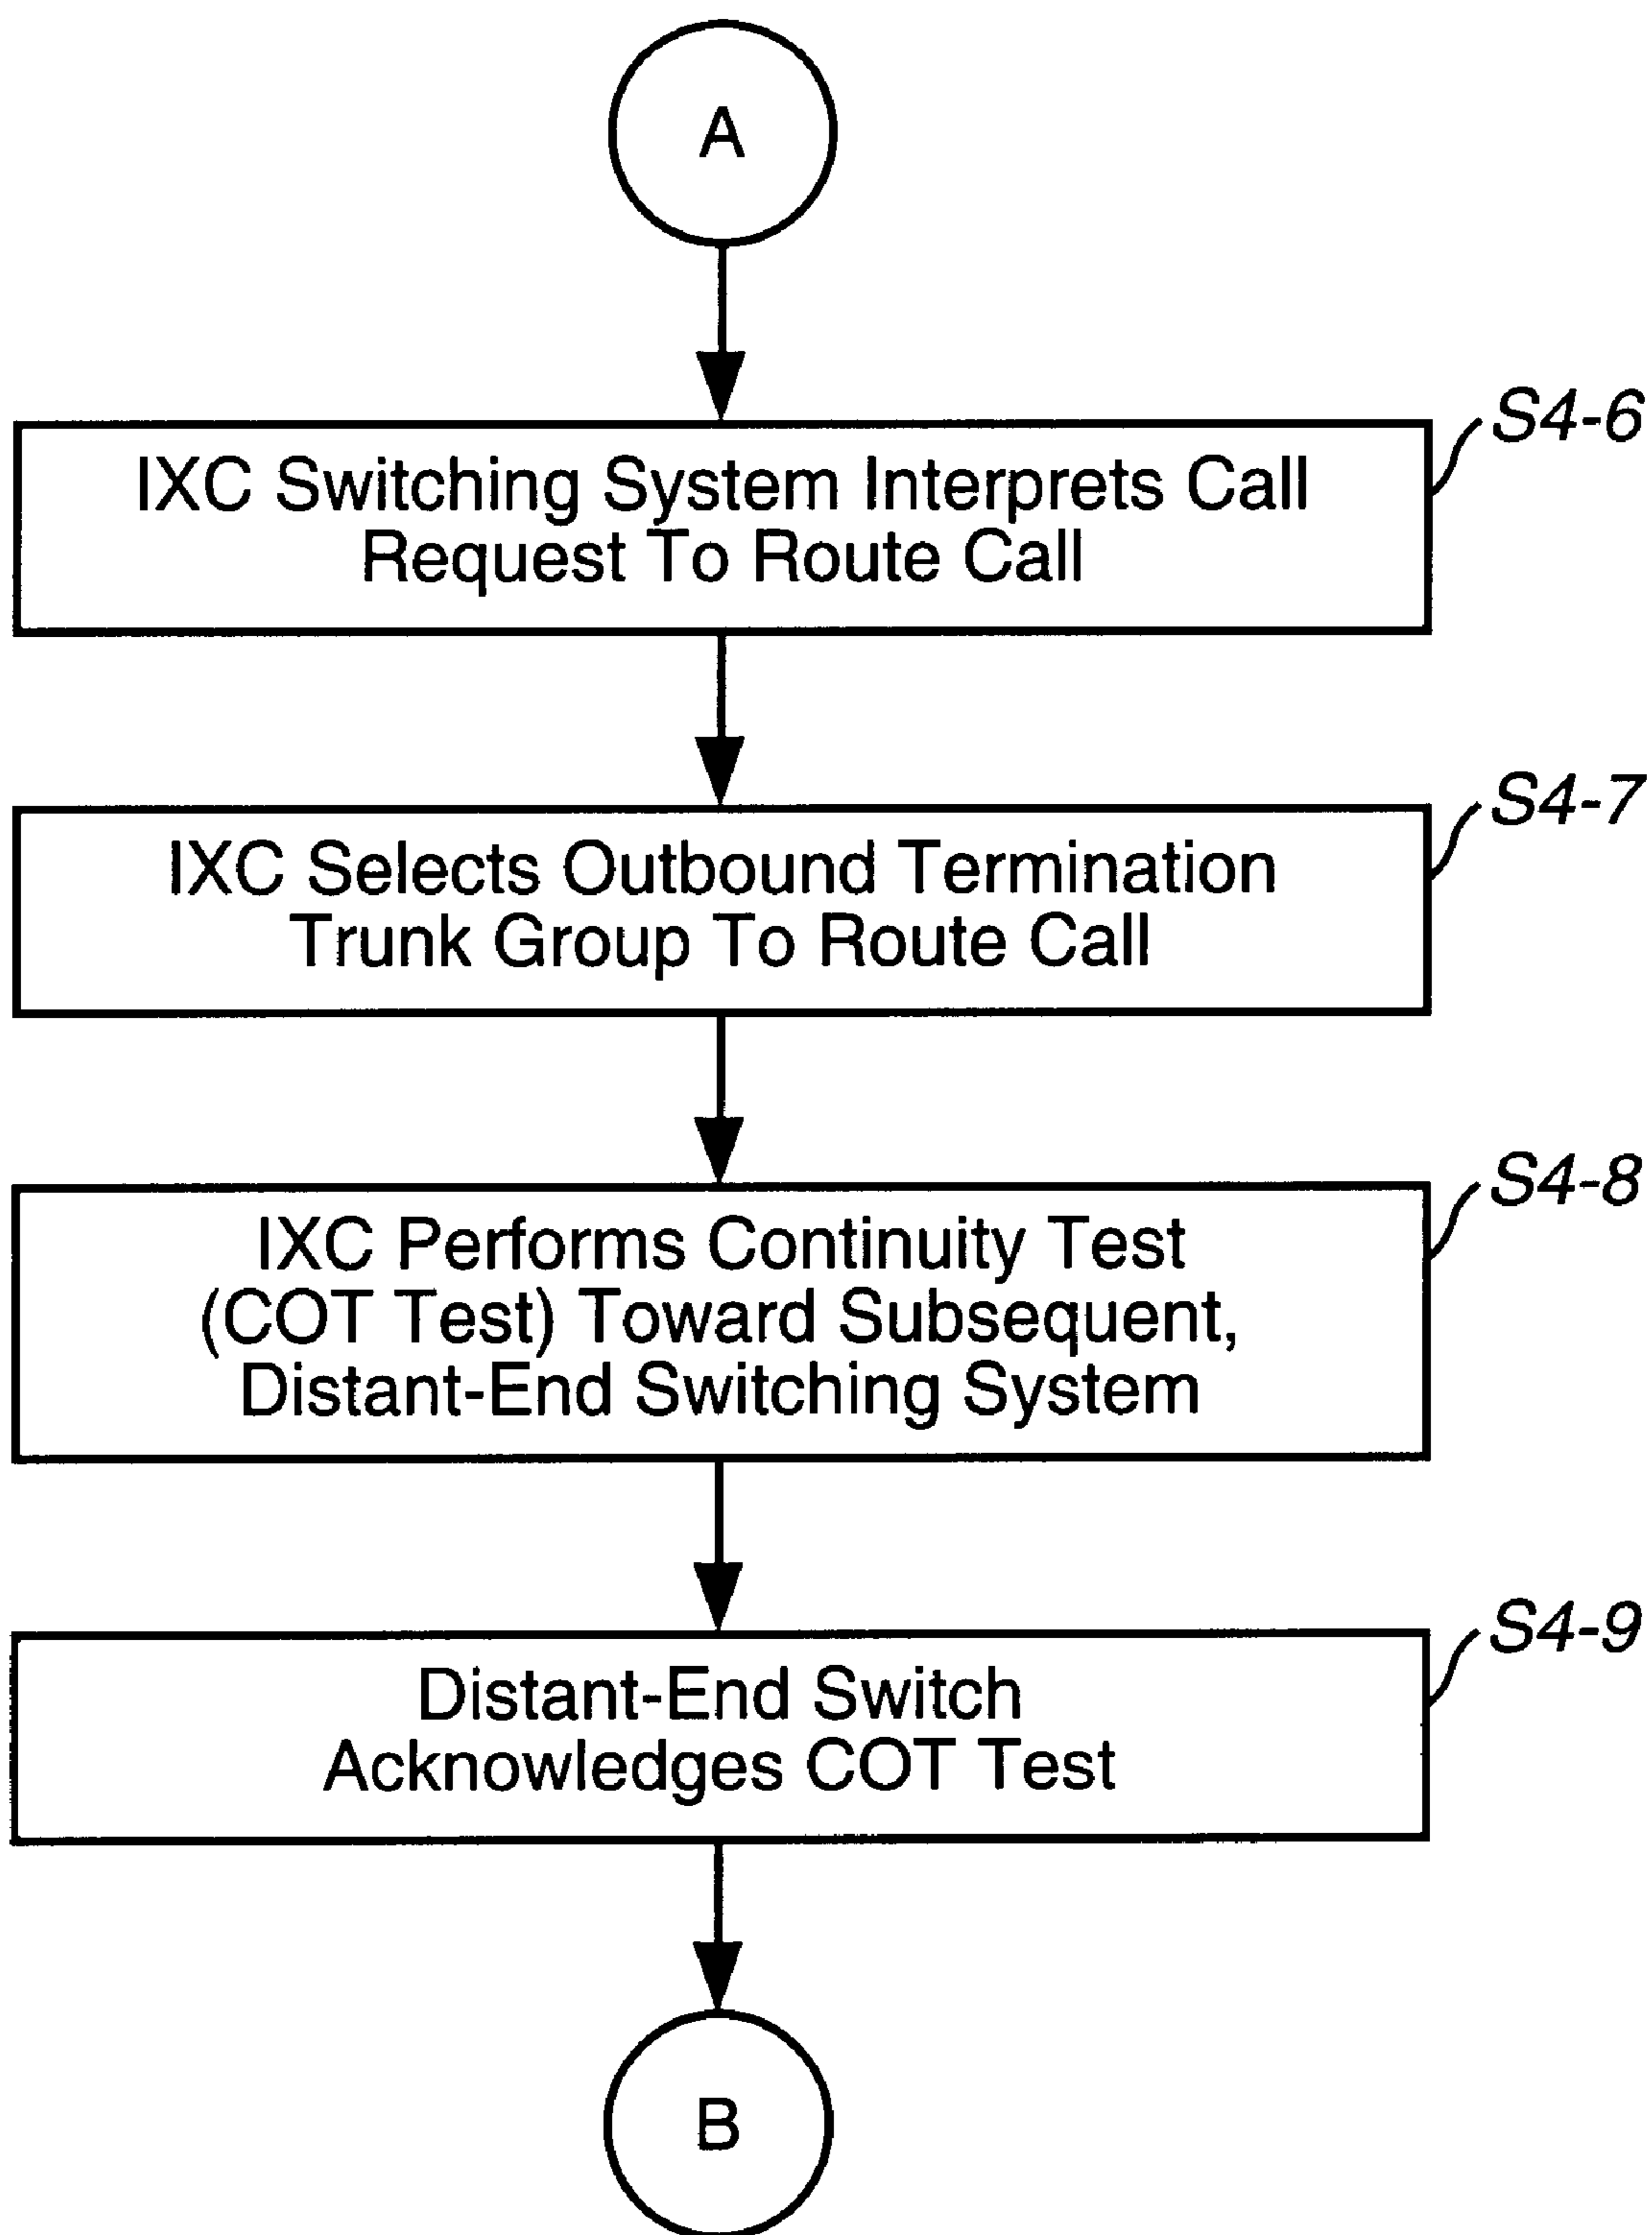 A
S4-6
IXC Switching System Interprets Call
Request To Route Call
S4-7
IXC Selects Outbound Termination
Trunk Group To Route Call
S4-8
IXC Performs Continuity Test
(COT Test) Toward Subsequent,
Distant-End Switching System
S4-9
Distant-End Switch
Acknowledges COT Test
B